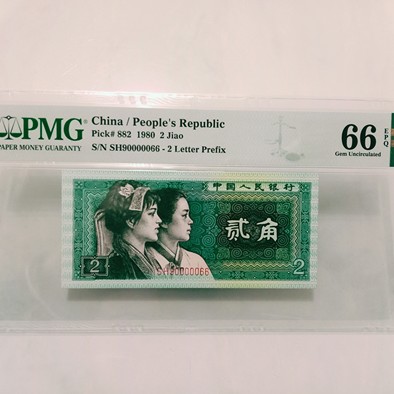 PMG
PAPER MONEY GUARANTY
China / People's Republic
Pick# 882 1980 2 Jiao
S/N SH90000066 - 2 Letter Prefix
66 EPQ
Gem Uncirculated
中国人民银行
贰角
SH90000066
2
2